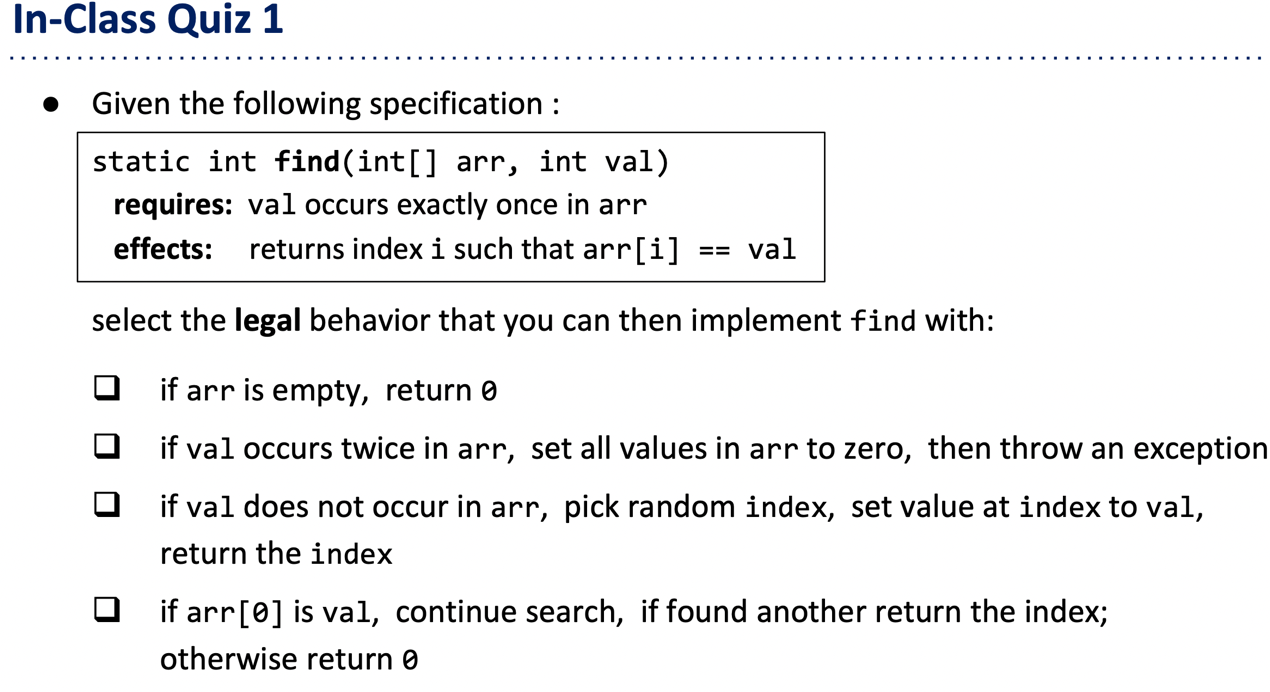 In-Class Quiz 1
● Given the following specification :
static int find(int[] arr, int val)
requires: val occurs exactly once in arr
effects: returns index i such that arr[i] == val
select the legal behavior that you can then implement find with:
❑ if arr is empty, return 0
❑ if val occurs twice in arr, set all values in arr to zero, then throw an exception
❑ if val does not occur in arr, pick random index, set value at index to val,
return the index
❑ if arr[0] is val, continue search, if found another return the index;
otherwise return 0